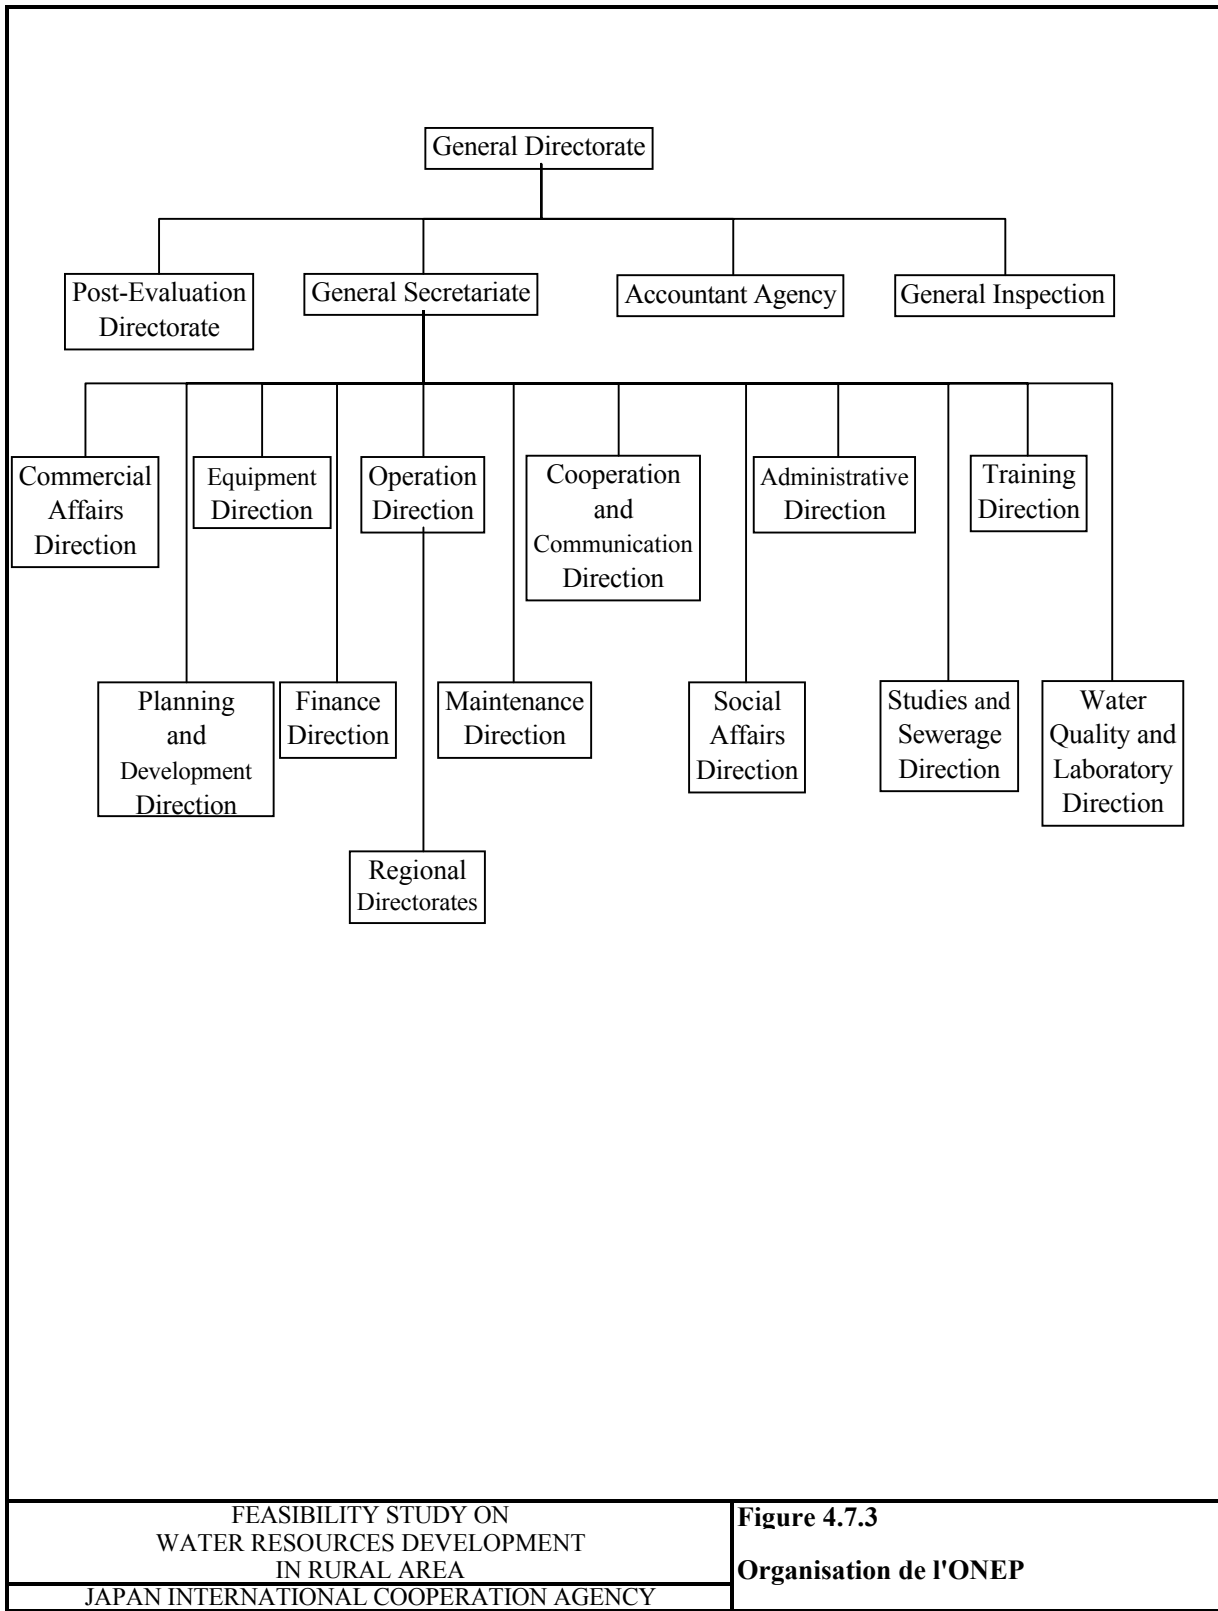 General Directorate
Post-Evaluation
Directorate
General Secretariate
Accountant Agency
General Inspection
Commercial
Affairs
Direction
Equipment
Direction
Operation
Direction
Cooperation
and
Communication
Direction
Administrative
Direction
Training
Direction
Planning
and
Development
Direction
Finance
Direction
Maintenance
Direction
Social
Affairs
Direction
Studies and
Sewerage
Direction
Water
Quality and
Laboratory
Direction
Regional
Directorates
FEASIBILITY STUDY ON
WATER RESOURCES DEVELOPMENT
IN RURAL AREA
JAPAN INTERNATIONAL COOPERATION AGENCY
Figure 4.7.3
Organisation de l'ONEP